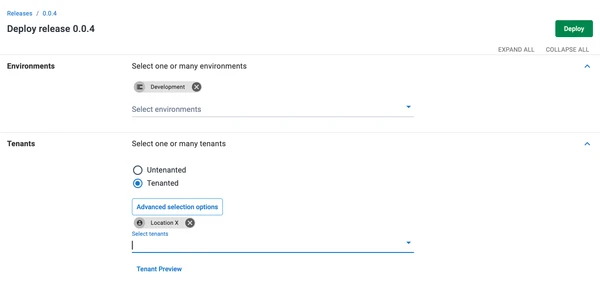 Releases / 0.0.4
Deploy release 0.0.4
Deploy
EXPAND ALL COLLAPSE ALL
Environments Select one or many environments
Development
Select environments
Tenants Select one or many tenants
Untenanted
Tenanted
Advanced selection options
Location X
Select tenants
Tenant Preview